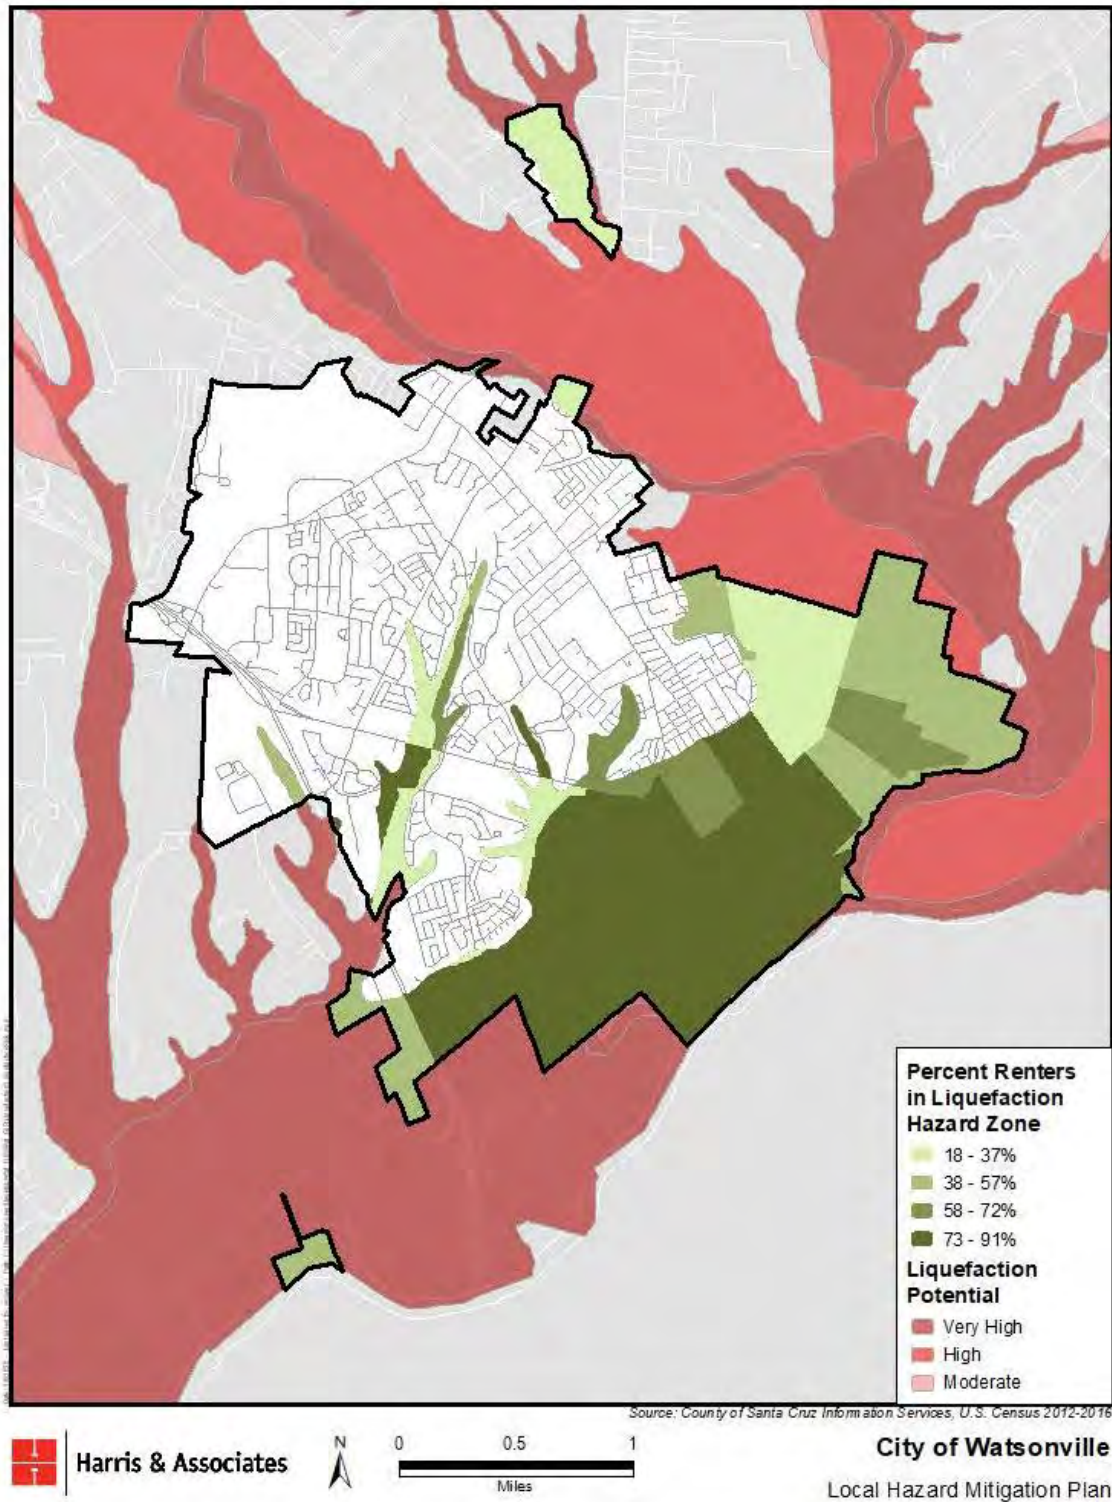 Percent Renters
in Liquefaction
Hazard Zone
18 - 37%
38 - 57%
58 - 72%
73 - 91%
Liquefaction
Potential
Very High
High
Moderate
Source: County of Santa Cruz Information Services, U.S. Census 2012-2016
Harris & Associates
N
0 0.5 1
Miles
City of Watsonville
Local Hazard Mitigation Plan